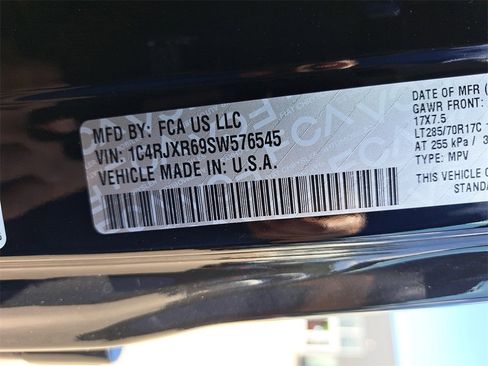 MFD BY: FCA US LLC
VIN: 1C4RJXR69SW576545
VEHICLE MADE IN: U.S.A.
DATE OF MFR (
GAWR FRONT:
17X7.5
LT285/70R17C
AT 255 kPa / 3
TYPE: MPV
VEHICLE C
STANDA